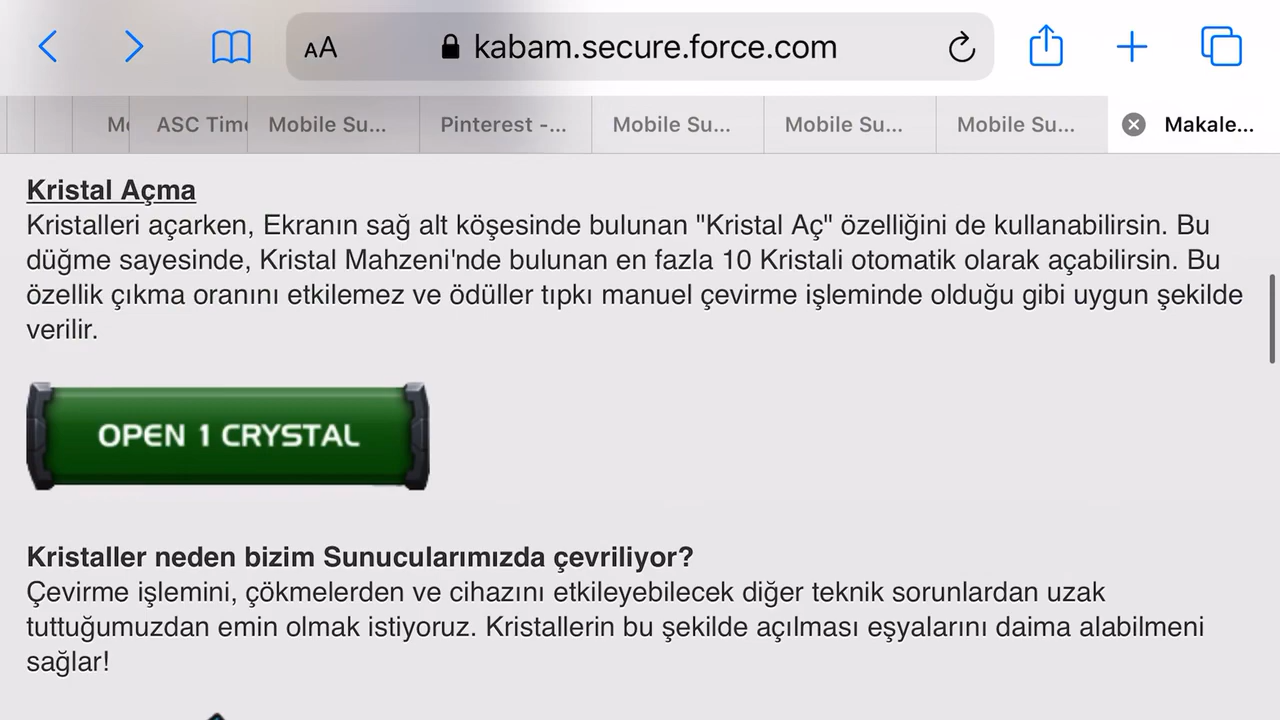 AA
kabam.secure.force.com
ASC Time
Mobile Su...
Pinterest -...
Mobile Su...
Mobile Su...
Mobile Su...
Makale...
Kristal Açma
Kristalleri açarken, Ekranın sağ alt köşesinde bulunan "Kristal Aç" özelliğini de kullanabilirsin. Bu
düğme sayesinde, Kristal Mahzeni'nde bulunan en fazla 10 Kristali otomatik olarak açabilirsin. Bu
özellik çıkma oranını etkilemez ve ödüller tıpkı manuel çevirme işleminde olduğu gibi uygun şekilde
verilir.
OPEN 1 CRYSTAL
Kristaller neden bizim Sunucularımızda çevriliyor?
Çevirme işlemini, çökmelerden ve cihazını etkileyebilecek diğer teknik sorunlardan uzak
tuttuğumuzdan emin olmak istiyoruz. Kristallerin bu şekilde açılması eşyalarını daima alabilmeni
sağlar!